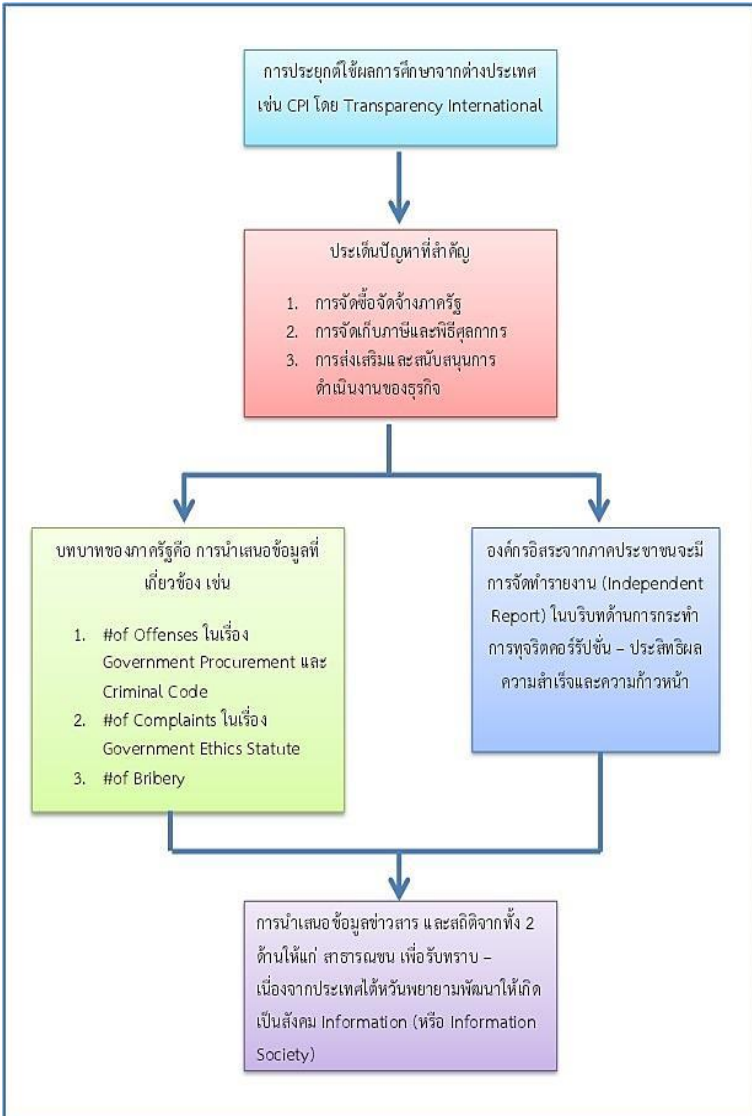 การประยุกต์ใช้ผลการศึกษาจากต่างประเทศ
เช่น CPI โดย Transparency International
ประเด็นปัญหาที่สำคัญ
1. การจัดซื้อจัดจ้างภาครัฐ
2. การจัดเก็บภาษีและพิธีศุลกากร
3. การส่งเสริมและสนับสนุนการ
ดำเนินงานของธุรกิจ
บทบาทของภาครัฐคือ การนำเสนอข้อมูลที่
เกี่ยวข้อง เช่น
1. #of Offenses ในเรื่อง
Government Procurement และ
Criminal Code
2. #of Complaints ในเรื่อง
Government Ethics Statute
3. #of Bribery
องค์กรอิสระจากภาคประชาชนจะมี
การจัดทำรายงาน (Independent
Report) ในบริบทด้านการกระทำ
การทุจริตคอร์รัปชั่น – ประสิทธิผล
ความสำเร็จและความก้าวหน้า
การนำเสนอข้อมูลข่าวสาร และสถิติจากทั้ง 2
ด้านให้แก่ สาธารณชน เพื่อรับทราบ –
เนื่องจากประเทศไต้หวันพยายามพัฒนาให้เกิด
เป็นสังคม Information (หรือ Information
Society)